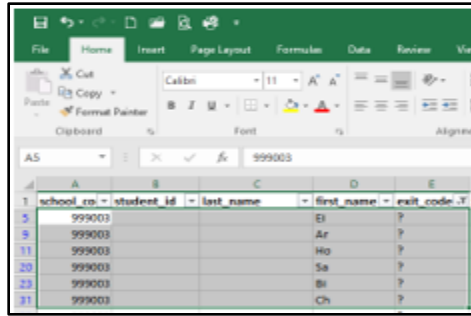 File Home Insert Page Layout Formulas Data Review Vie
Cut
Calibri 11 A A
Copy
Paste
Format Painter
B I U A
Clipboard Font Alignme
A5 fx 999003
A B C D E
1 school_co student_id last_name first_name exit_code
5 999003 El ?
9 999003 Ar ?
11 999003 Ho ?
20 999003 Sa ?
23 999003 Bi ?
31 999003 Ch ?